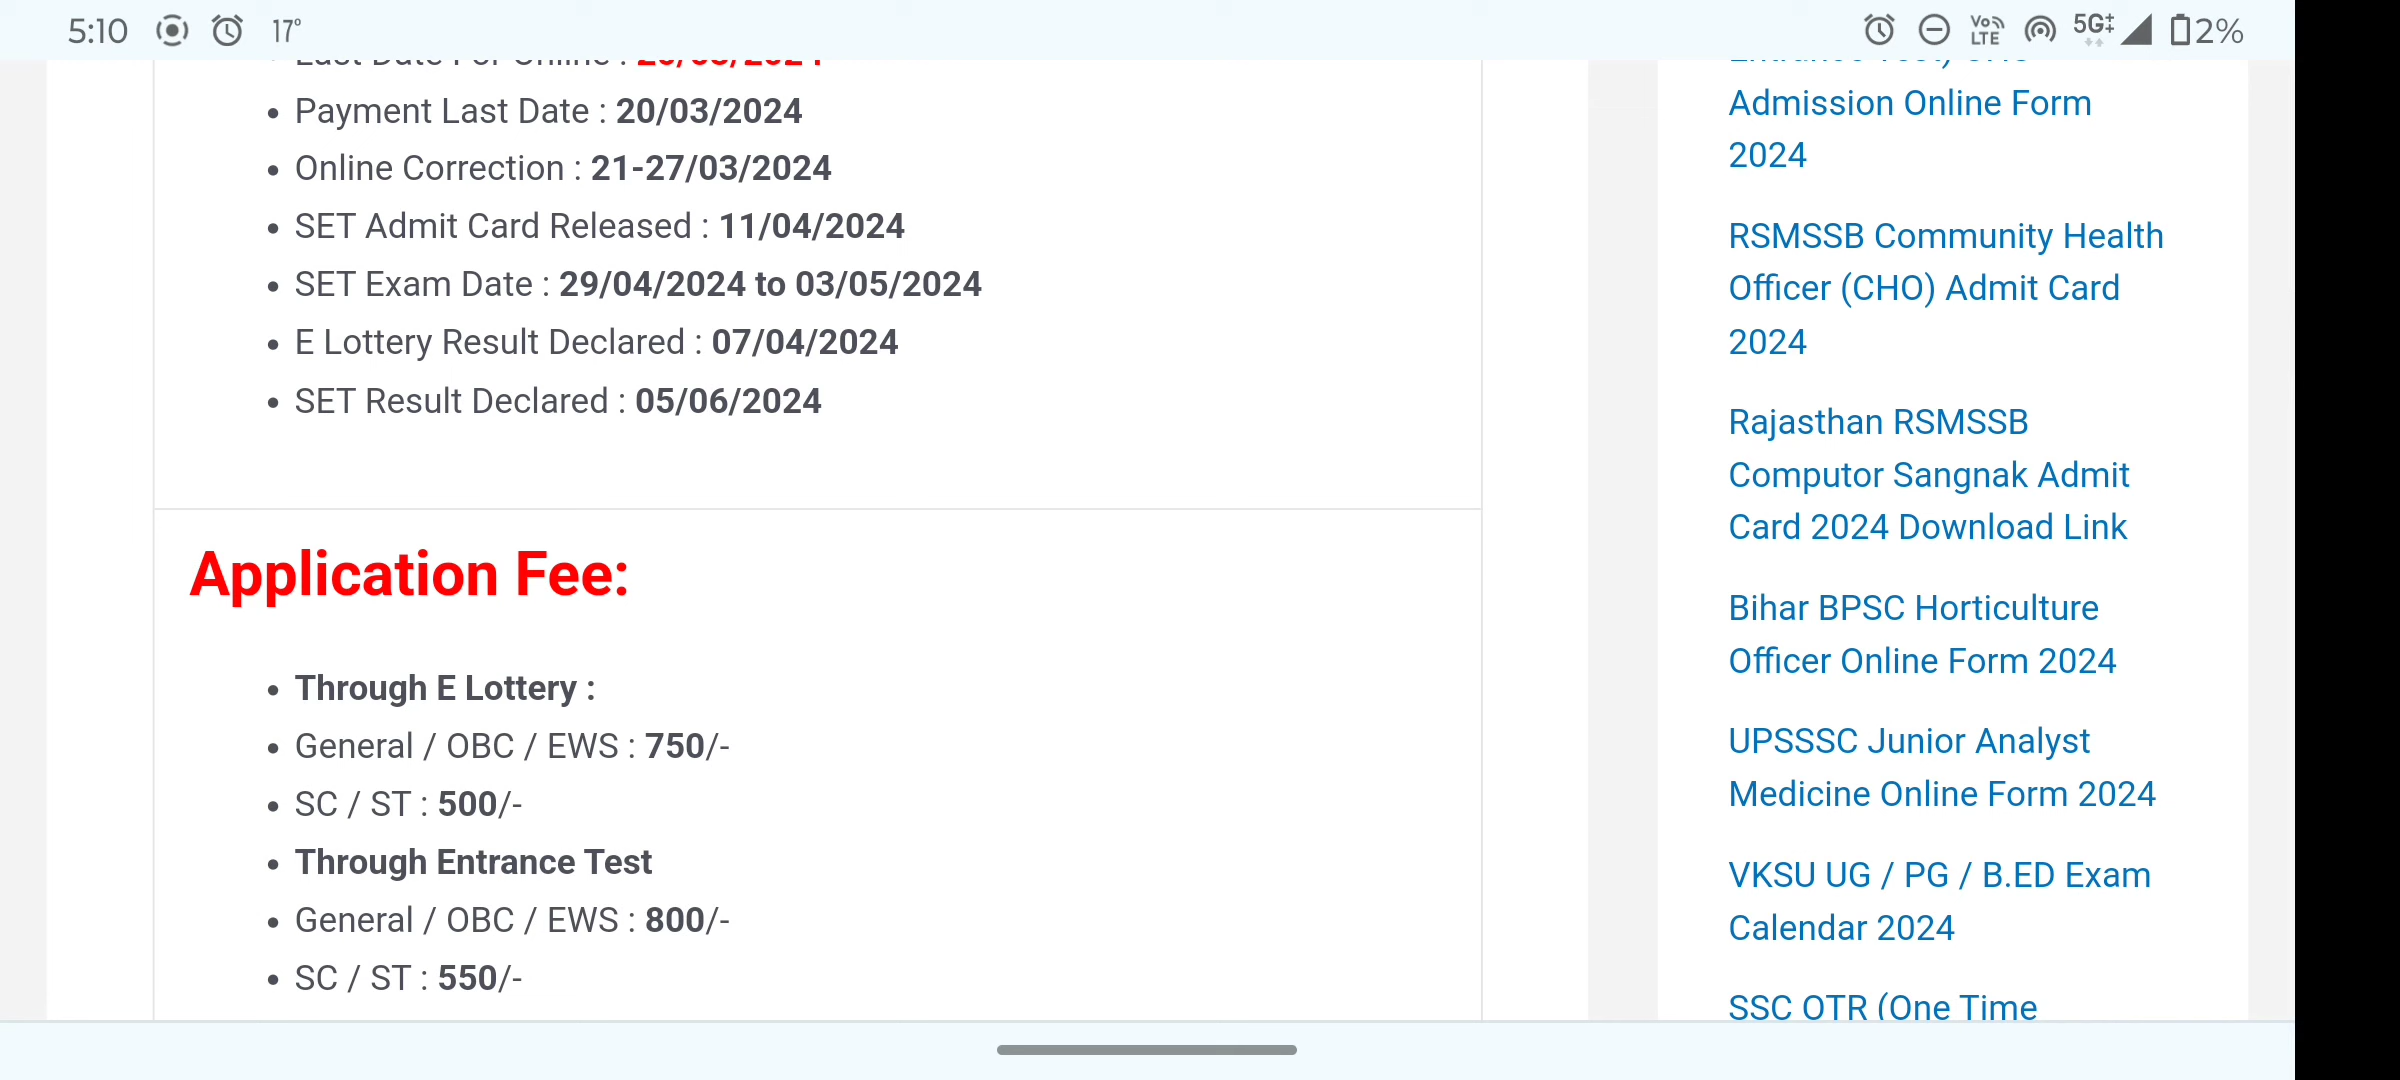 5:10 17°
VoLTE 5G 2%
Payment Last Date : 20/03/2024
Online Correction : 21-27/03/2024
SET Admit Card Released : 11/04/2024
SET Exam Date : 29/04/2024 to 03/05/2024
E Lottery Result Declared : 07/04/2024
SET Result Declared : 05/06/2024
Application Fee:
Through E Lottery :
General / OBC / EWS : 750/-
SC / ST : 500/-
Through Entrance Test
General / OBC / EWS : 800/-
SC / ST : 550/-
Admission Online Form
2024
RSMSSB Community Health
Officer (CHO) Admit Card
2024
Rajasthan RSMSSB
Computor Sangnak Admit
Card 2024 Download Link
Bihar BPSC Horticulture
Officer Online Form 2024
UPSSSC Junior Analyst
Medicine Online Form 2024
VKSU UG / PG / B.ED Exam
Calendar 2024
SSC OTR (One Time